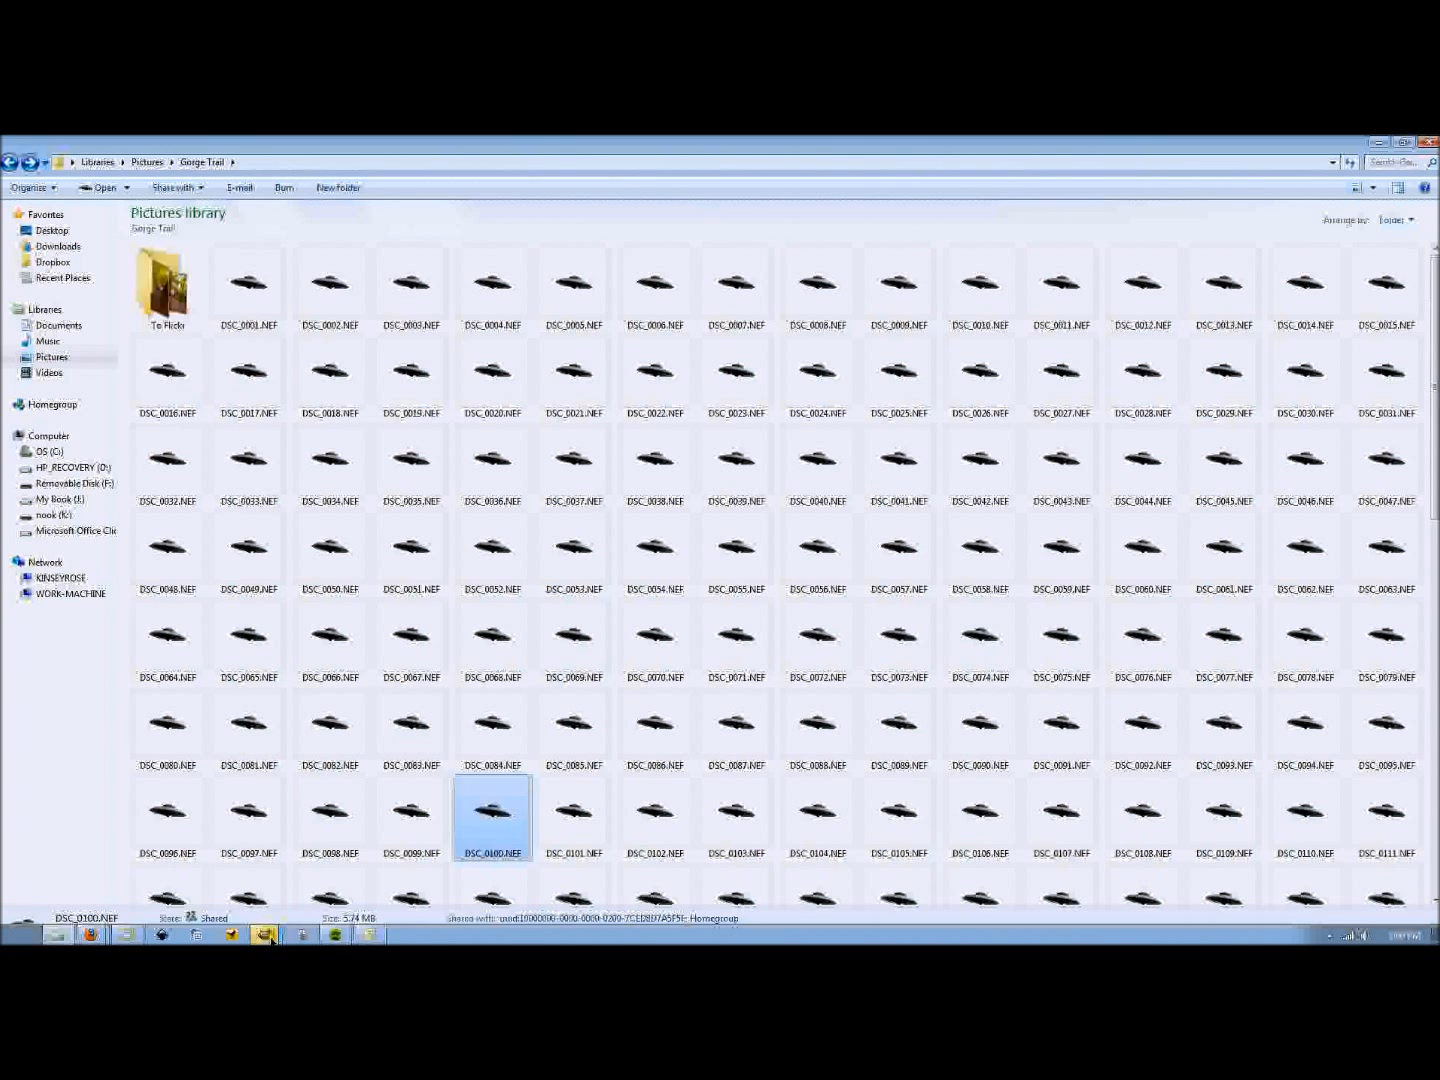 Libraries Pictures Gorge Trail
Organize Open Share with E-mail Burn New folder
Pictures library
Gorge Trail
Arrange by: Folder
Favorites
Desktop
Downloads
Dropbox
Recent Places
Libraries
Documents
Music
Pictures
Videos
Homegroup
Computer
OS (C:)
HP_RECOVERY (D:)
Removable Disk (F:)
My Book (J:)
nook (K:)
Microsoft Office Clic
Network
KINSEYROSE
WORK-MACHINE
To Flickr DSC_0001.NEF DSC_0002.NEF DSC_0003.NEF DSC_0004.NEF DSC_0005.NEF DSC_0006.NEF DSC_0007.NEF DSC_0008.NEF DSC_0009.NEF DSC_0010.NEF DSC_0011.NEF DSC_0012.NEF DSC_0013.NEF DSC_0014.NEF DSC_0015.NEF
DSC_0016.NEF DSC_0017.NEF DSC_0018.NEF DSC_0019.NEF DSC_0020.NEF DSC_0021.NEF DSC_0022.NEF DSC_0023.NEF DSC_0024.NEF DSC_0025.NEF DSC_0026.NEF DSC_0027.NEF DSC_0028.NEF DSC_0029.NEF DSC_0030.NEF DSC_0031.NEF
DSC_0032.NEF DSC_0033.NEF DSC_0034.NEF DSC_0035.NEF DSC_0036.NEF DSC_0037.NEF DSC_0038.NEF DSC_0039.NEF DSC_0040.NEF DSC_0041.NEF DSC_0042.NEF DSC_0043.NEF DSC_0044.NEF DSC_0045.NEF DSC_0046.NEF DSC_0047.NEF
DSC_0048.NEF DSC_0049.NEF DSC_0050.NEF DSC_0051.NEF DSC_0052.NEF DSC_0053.NEF DSC_0054.NEF DSC_0055.NEF DSC_0056.NEF DSC_0057.NEF DSC_0058.NEF DSC_0059.NEF DSC_0060.NEF DSC_0061.NEF DSC_0062.NEF DSC_0063.NEF
DSC_0064.NEF DSC_0065.NEF DSC_0066.NEF DSC_0067.NEF DSC_0068.NEF DSC_0069.NEF DSC_0070.NEF DSC_0071.NEF DSC_0072.NEF DSC_0073.NEF DSC_0074.NEF DSC_0075.NEF DSC_0076.NEF DSC_0077.NEF DSC_0078.NEF DSC_0079.NEF
DSC_0080.NEF DSC_0081.NEF DSC_0082.NEF DSC_0083.NEF DSC_0084.NEF DSC_0085.NEF DSC_0086.NEF DSC_0087.NEF DSC_0088.NEF DSC_0089.NEF DSC_0090.NEF DSC_0091.NEF DSC_0092.NEF DSC_0093.NEF DSC_0094.NEF DSC_0095.NEF
DSC_0096.NEF DSC_0097.NEF DSC_0098.NEF DSC_0099.NEF DSC_0100.NEF DSC_0101.NEF DSC_0102.NEF DSC_0103.NEF DSC_0104.NEF DSC_0105.NEF DSC_0106.NEF DSC_0107.NEF DSC_0108.NEF DSC_0109.NEF DSC_0110.NEF DSC_0111.NEF
DSC_0100.NEF State: Shared Size: 5.74 MB Shared with: Homegroup